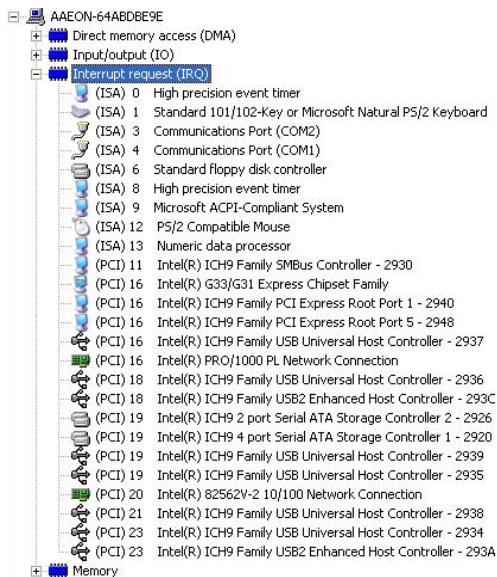 AAEON-64ABDBE9E
Direct memory access (DMA)
Input/output (IO)
Interrupt request (IRQ)
(ISA) 0 High precision event timer
(ISA) 1 Standard 101/102-Key or Microsoft Natural PS/2 Keyboard
(ISA) 3 Communications Port (COM2)
(ISA) 4 Communications Port (COM1)
(ISA) 6 Standard floppy disk controller
(ISA) 8 High precision event timer
(ISA) 9 Microsoft ACPI-Compliant System
(ISA) 12 PS/2 Compatible Mouse
(ISA) 13 Numeric data processor
(PCI) 11 Intel(R) ICH9 Family SMBus Controller - 2930
(PCI) 16 Intel(R) G33/G31 Express Chipset Family
(PCI) 16 Intel(R) ICH9 Family PCI Express Root Port 1 - 2940
(PCI) 16 Intel(R) ICH9 Family PCI Express Root Port 5 - 2948
(PCI) 16 Intel(R) ICH9 Family USB Universal Host Controller - 2937
(PCI) 16 Intel(R) PRO/1000 PL Network Connection
(PCI) 18 Intel(R) ICH9 Family USB Universal Host Controller - 2936
(PCI) 18 Intel(R) ICH9 Family USB2 Enhanced Host Controller - 293C
(PCI) 19 Intel(R) ICH9 2 port Serial ATA Storage Controller 2 - 2926
(PCI) 19 Intel(R) ICH9 4 port Serial ATA Storage Controller 1 - 2920
(PCI) 19 Intel(R) ICH9 Family USB Universal Host Controller - 2939
(PCI) 19 Intel(R) ICH9 Family USB Universal Host Controller - 2935
(PCI) 20 Intel(R) 82562V-2 10/100 Network Connection
(PCI) 21 Intel(R) ICH9 Family USB Universal Host Controller - 2938
(PCI) 23 Intel(R) ICH9 Family USB Universal Host Controller - 2934
(PCI) 23 Intel(R) ICH9 Family USB2 Enhanced Host Controller - 293A
Memory